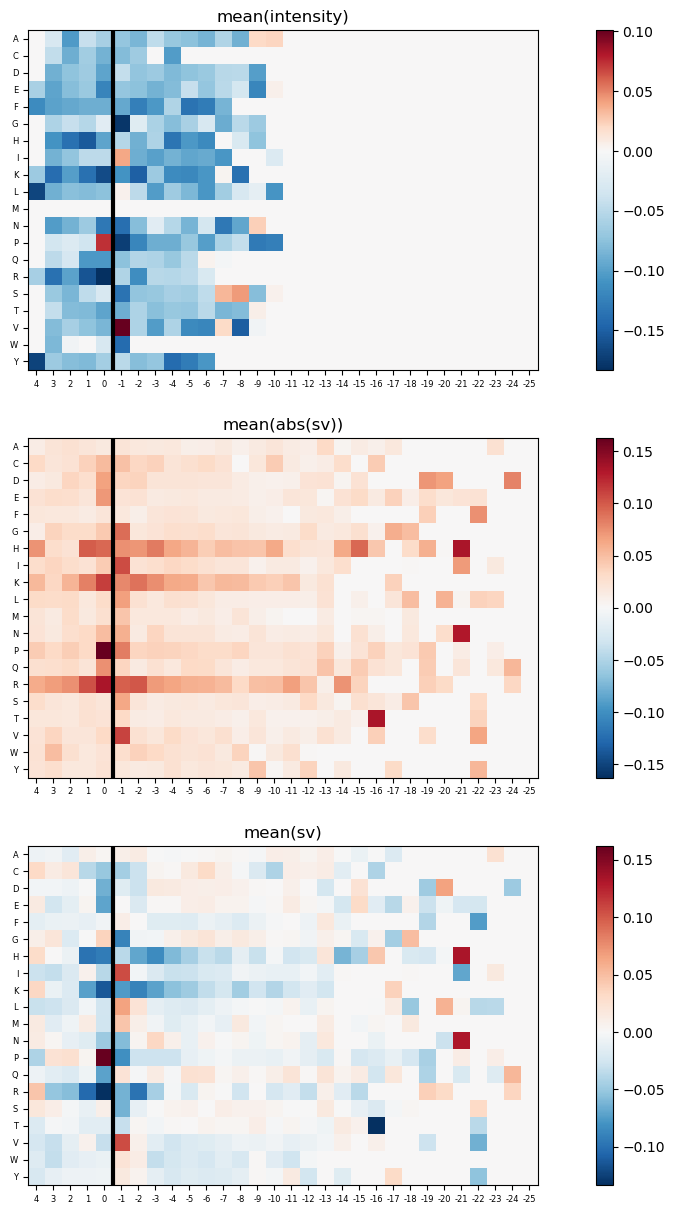 mean(intensity)
A
C
D
E
F
G
H
I
K
L
M
N
P
Q
R
S
T
V
W
Y
4 3 2 1 0 -1 -2 -3 -4 -5 -6 -7 -8 -9 -10 -11 -12 -13 -14 -15 -16 -17 -18 -19 -20 -21 -22 -23 -24 -25
0.10
0.05
0.00
−0.05
−0.10
−0.15
mean(abs(sv))
A
C
D
E
F
G
H
I
K
L
M
N
P
Q
R
S
T
V
W
Y
4 3 2 1 0 -1 -2 -3 -4 -5 -6 -7 -8 -9 -10 -11 -12 -13 -14 -15 -16 -17 -18 -19 -20 -21 -22 -23 -24 -25
0.15
0.10
0.05
0.00
−0.05
−0.10
−0.15
mean(sv)
A
C
D
E
F
G
H
I
K
L
M
N
P
Q
R
S
T
V
W
Y
4 3 2 1 0 -1 -2 -3 -4 -5 -6 -7 -8 -9 -10 -11 -12 -13 -14 -15 -16 -17 -18 -19 -20 -21 -22 -23 -24 -25
0.15
0.10
0.05
0.00
−0.05
−0.10